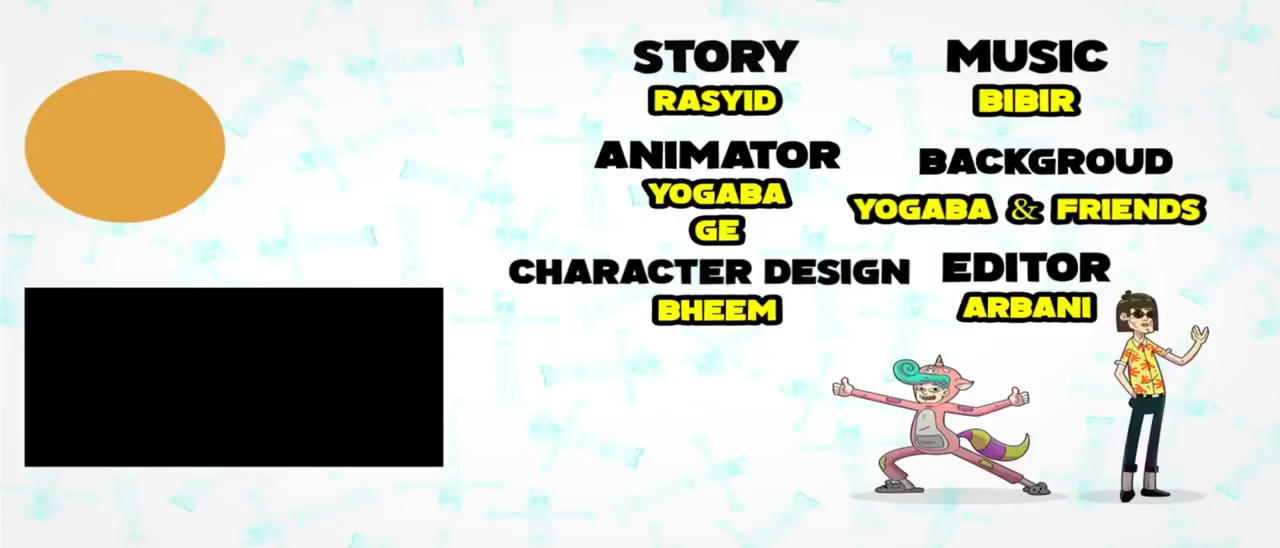 STORY
RASYID
ANIMATOR
YOGABA
GE
CHARACTER DESIGN
BHEEM
MUSIC
BIBIR
BACKGROUD
YOGABA & FRIENDS
EDITOR
ARBANI